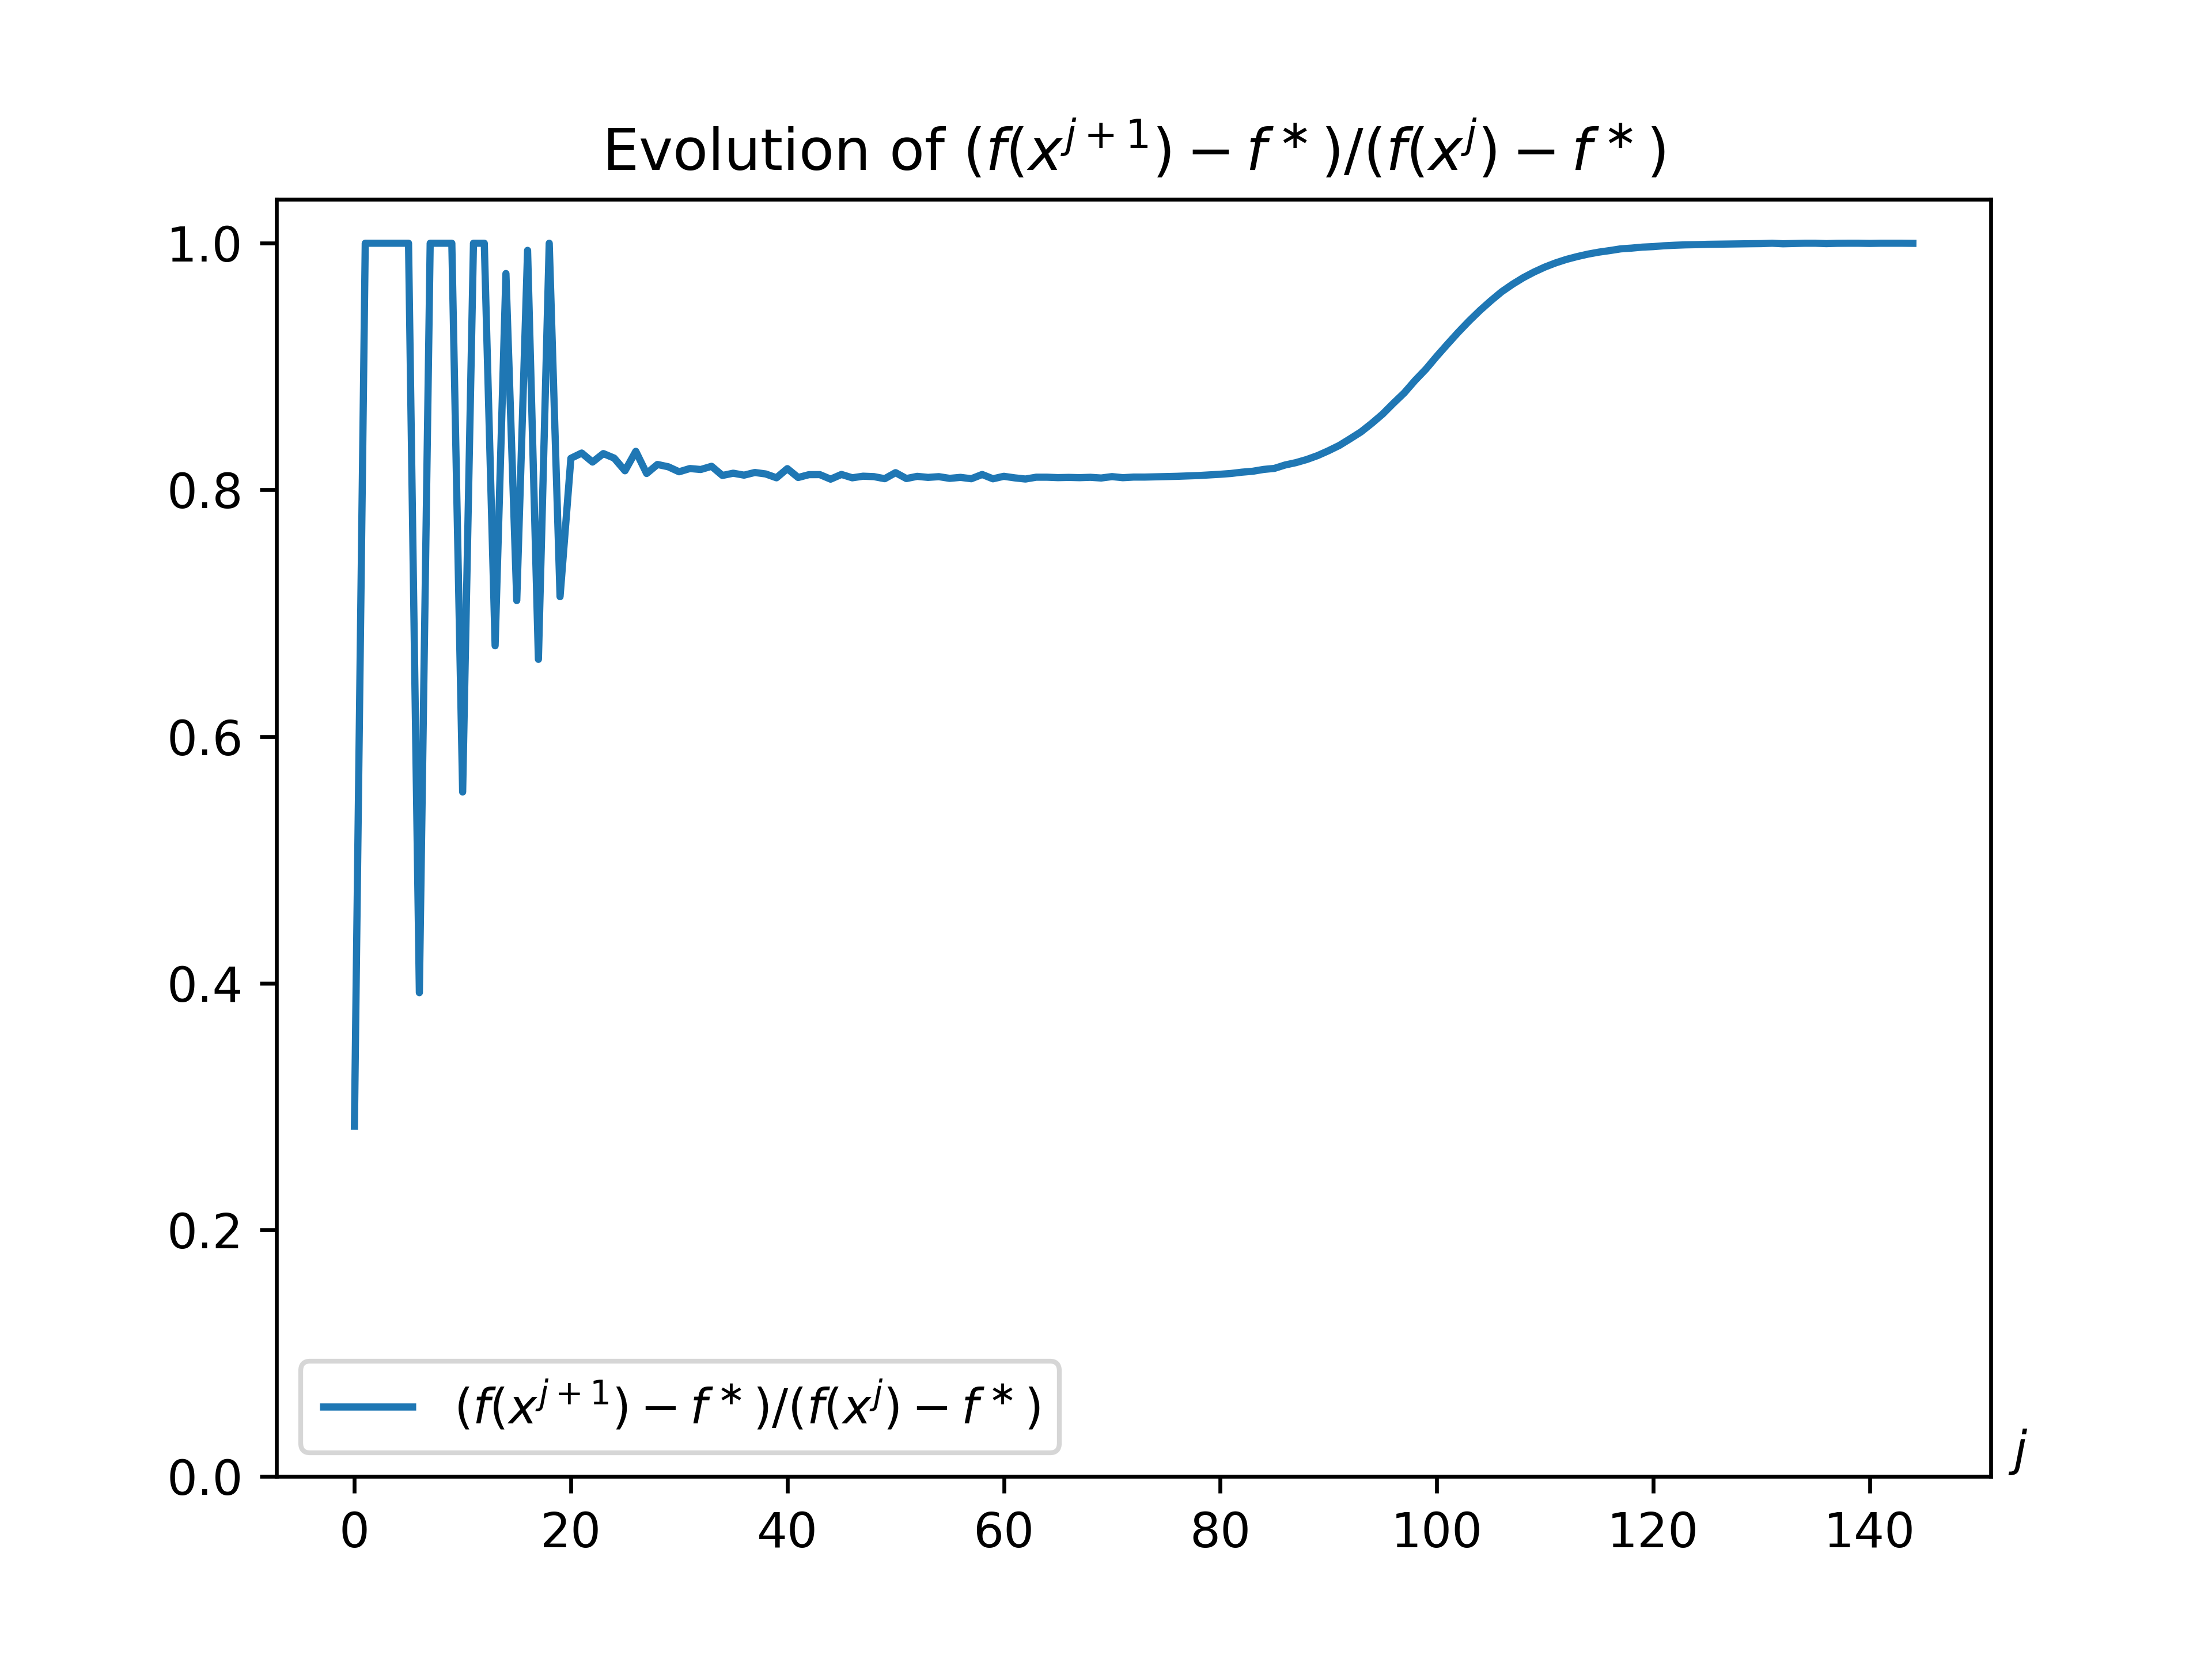 Evolution of $(f(x^{j+1}) - f^*)/(f(x^j) - f^*)$
1.0
0.8
0.6
0.4
0.2
0.0
$(f(x^{j+1}) - f^*)/(f(x^j) - f^*)$
j
0 20 40 60 80 100 120 140